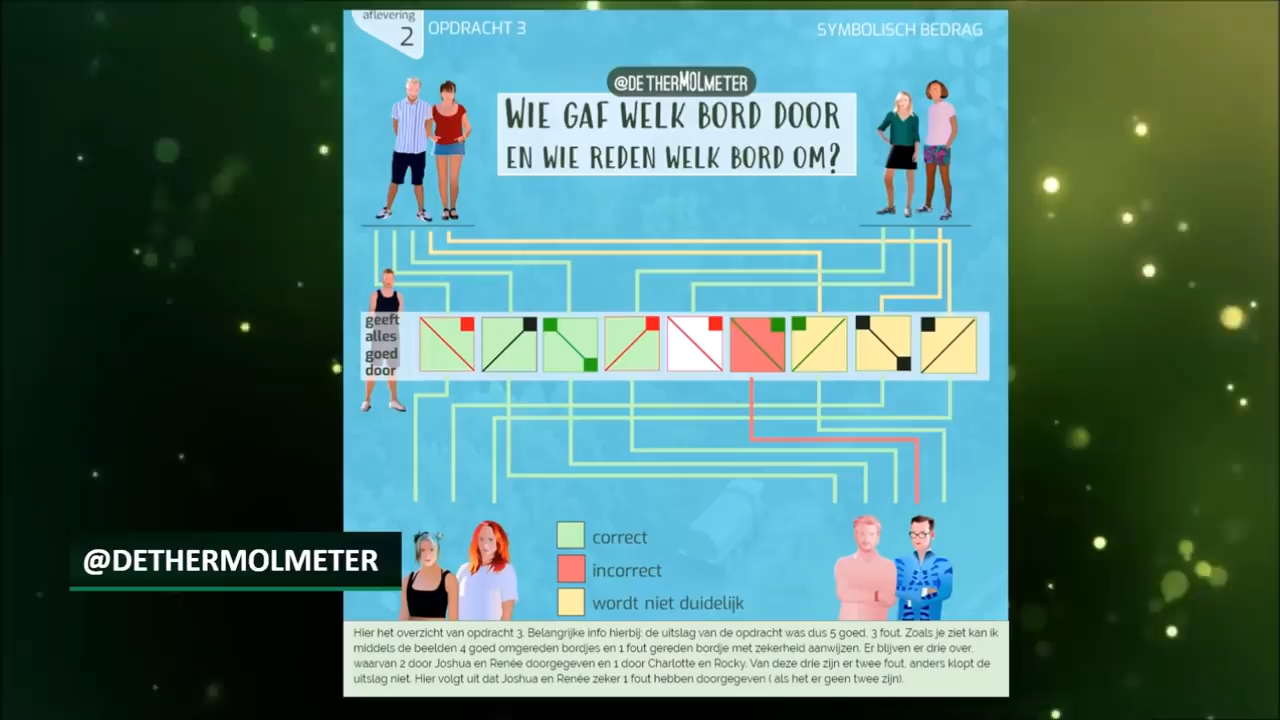 aflevering
2
OPDRACHT 3
SYMBOLISCH BEDRAG
@DE THERMOLMETER
WIE GAF WELK BORD DOOR
EN WIE REDEN WELK BORD OM?
geeft
alles
goed
door
correct
incorrect
wordt niet duidelijk
@DETHERMOLMETER
Hier het overzicht van opdracht 3. Belangrijke info hierbij: de uitslag van de opdracht was dus 5 goed, 3 fout. Zoals je ziet kan ik
middels de beelden 4 goed omgereden bordjes en 1 fout gereden bordje met zekerheid aanwijzen. Er blijven er drie over,
waarvan 2 door Joshua en Renée doorgegeven en 1 door Charlotte en Rocky. Van deze drie zijn er twee fout, anders klopt de
uitslag niet. Hier volgt uit dat Joshua en Renée zeker 1 fout hebben doorgegeven ( als het er geen twee zijn).